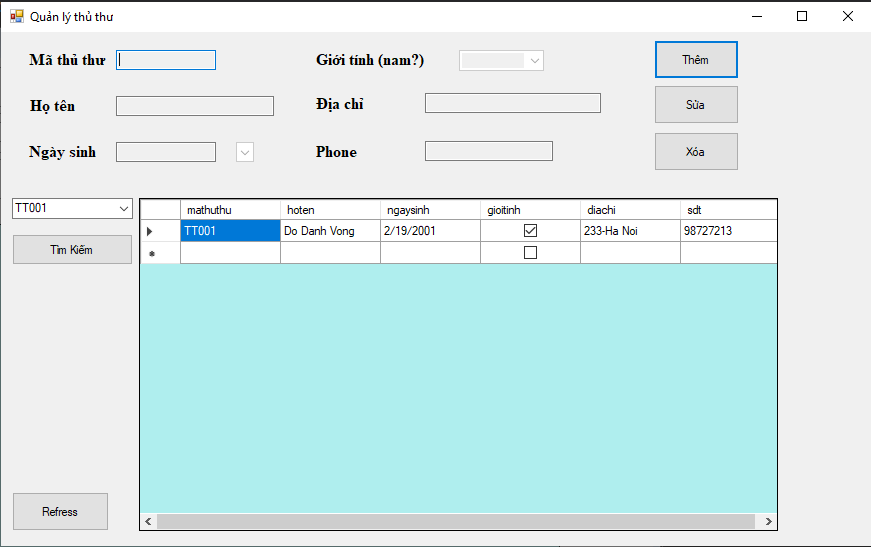 Quản lý thủ thư
Mã thủ thư
Giới tính (nam?)
Thêm
Họ tên
Địa chỉ
Sửa
Ngày sinh
Phone
Xóa
TT001
Tìm Kiếm
mathuthu hoten ngaysinh gioitinh diachi sdt
TT001 Do Danh Vong 2/19/2001 233-Ha Noi 98727213
Refress